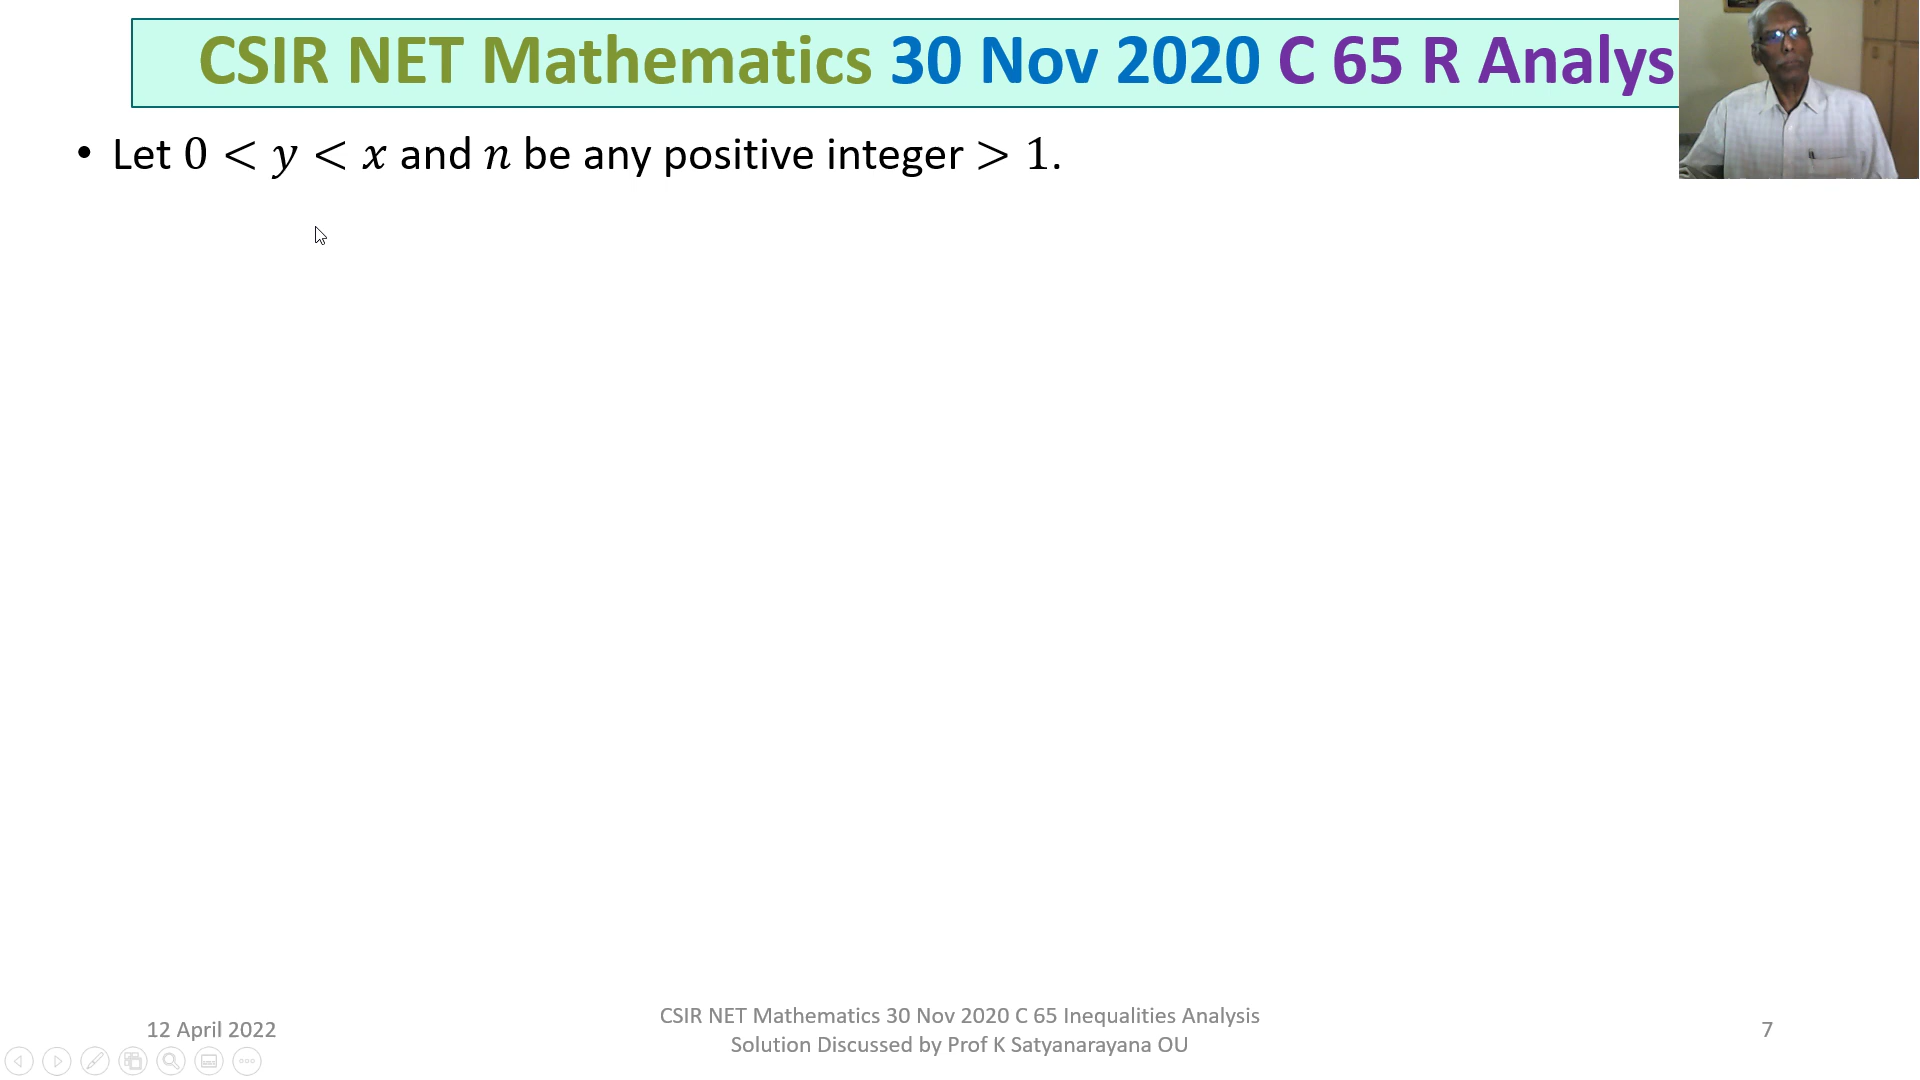 CSIR NET Mathematics 30 Nov 2020 C 65 R Analys
• Let 0 < y < x and n be any positive integer > 1.
12 April 2022
CSIR NET Mathematics 30 Nov 2020 C 65 Inequalities Analysis
Solution Discussed by Prof K Satyanarayana OU
7